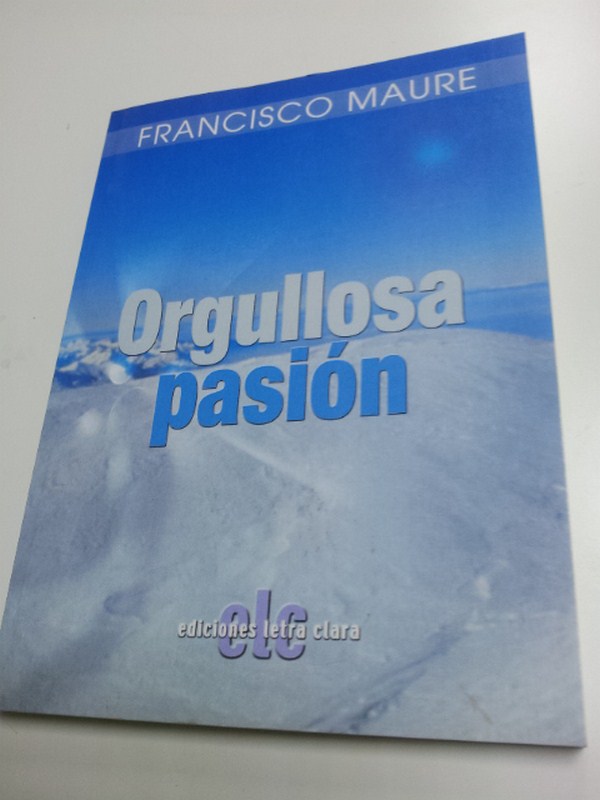 FRANCISCO MAURE
Orgullosa
pasión
elc
ediciones letra clara